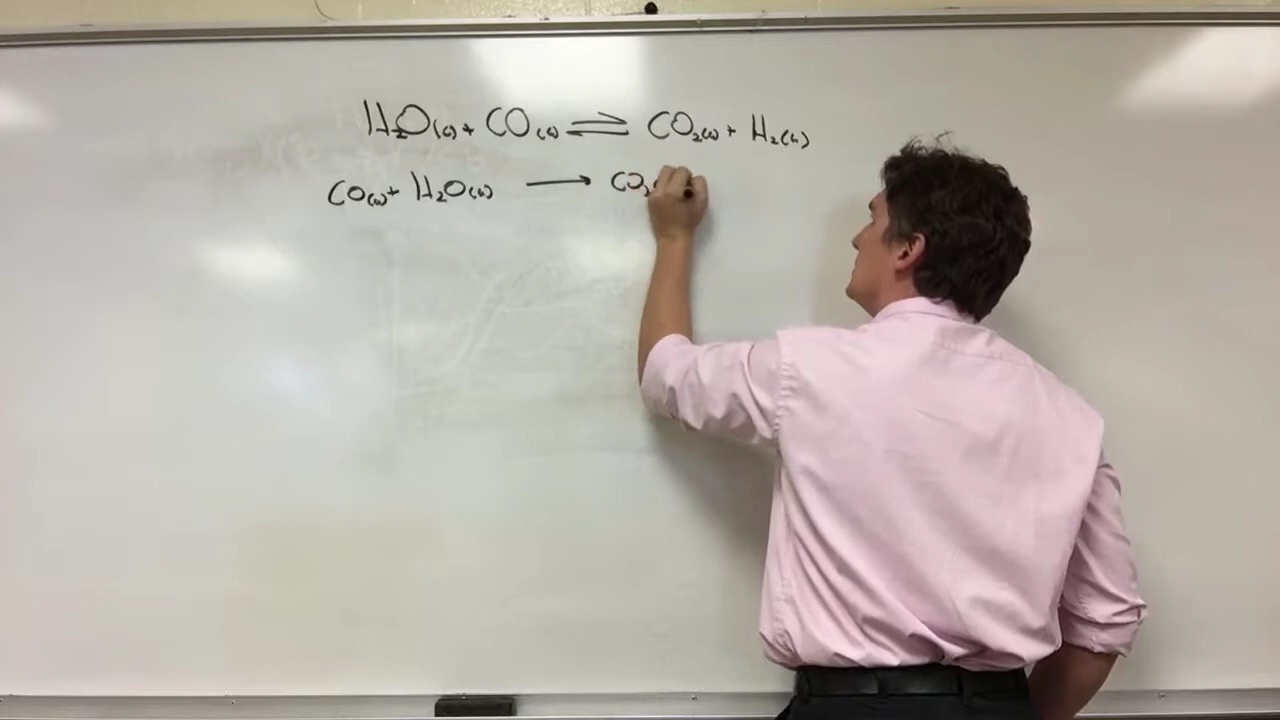 H₂O(g) + CO(g) ⇌ CO₂(g) + H₂(g)
CO(g) + H₂O(g) → CO₂